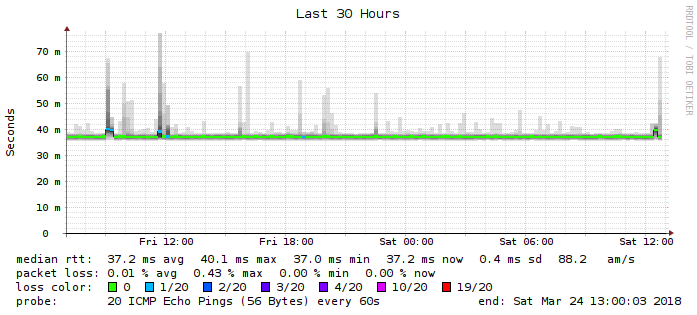 Last 30 Hours
RRDTOOL / TOBI OETIKER
Seconds
70 m
60 m
50 m
40 m
30 m
20 m
10 m
0
Fri 12:00 Fri 18:00 Sat 00:00 Sat 06:00 Sat 12:00
median rtt: 37.2 ms avg 40.1 ms max 37.0 ms min 37.2 ms now 0.4 ms sd 88.2 am/s
packet loss: 0.01 % avg 0.43 % max 0.00 % min 0.00 % now
loss color: 0 1/20 2/20 3/20 4/20 10/20 19/20
probe: 20 ICMP Echo Pings (56 Bytes) every 60s end: Sat Mar 24 13:00:03 2018